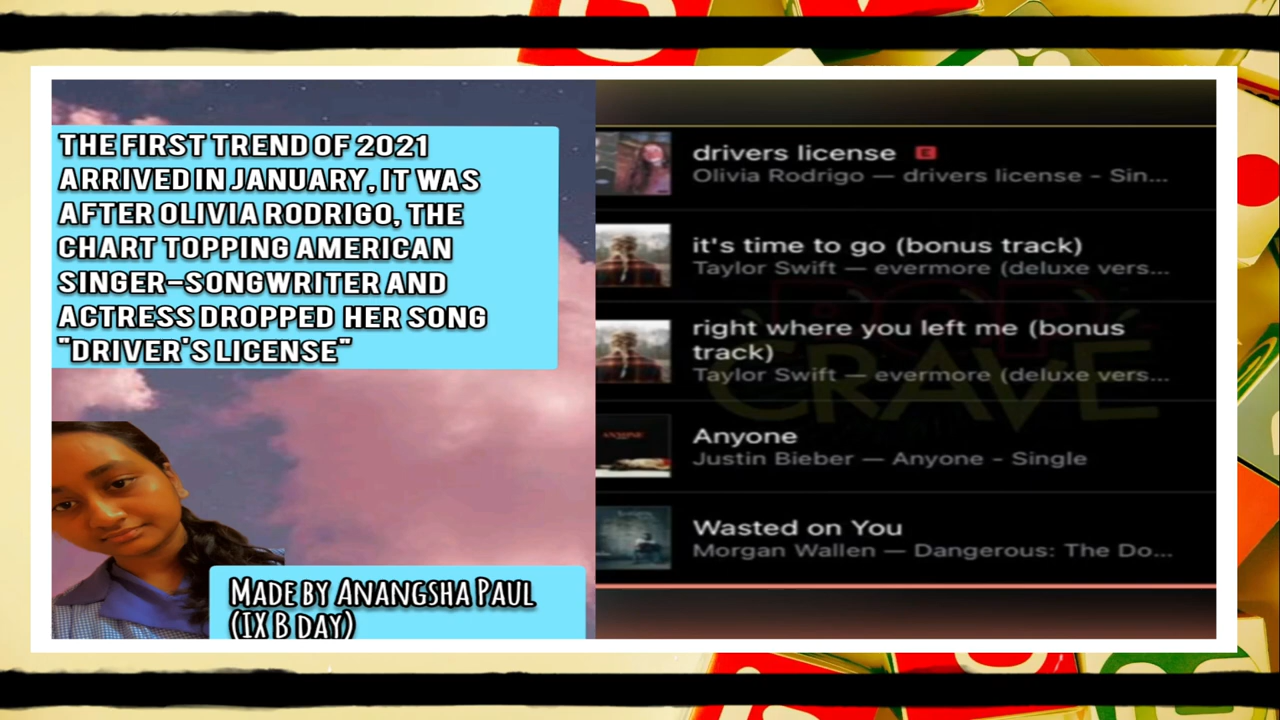 THE FIRST TREND OF 2021
ARRIVED IN JANUARY, IT WAS
AFTER OLIVIA RODRIGO, THE
CHART TOPPING AMERICAN
SINGER-SONGWRITER AND
ACTRESS DROPPED HER SONG
"DRIVER'S LICENSE"
MADE BY ANANGSHA PAUL
(IX B DAY)
drivers license E
Olivia Rodrigo — drivers license - Sin...
it's time to go (bonus track)
Taylor Swift — evermore (deluxe vers...
right where you left me (bonus
track)
Taylor Swift — evermore (deluxe vers...
Anyone
Justin Bieber — Anyone - Single
Wasted on You
Morgan Wallen — Dangerous: The Do...
POP
CRAVE